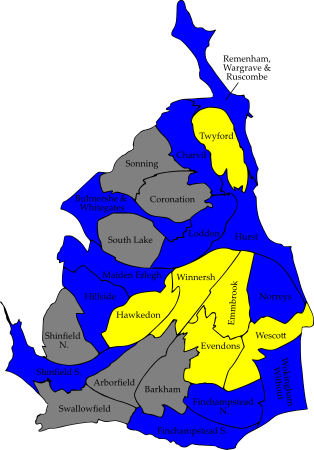 Remenham,
Wargrave &
Ruscombe
Twyford
Charvil
Sonning
Coronation
Bulmershe &
Whitegates
South Lake
Loddon
Hurst
Maiden Erlegh
Winnersh
Hillside
Norreys
Emmbrook
Hawkedon
Wescott
Shinfield
N.
Evendons
Wokingham
Without
Shinfield S.
Arborfield
Barkham
Swallowfield
Finchampstead
N.
Finchampstead S.